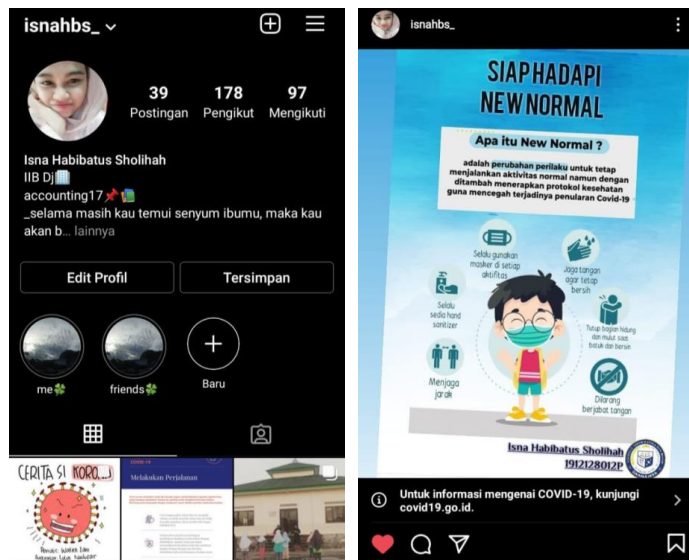 isnahbs_
39 178 97
Postingan Pengikut Mengikuti
Isna Habibatus Sholihah
IIB Dj
accounting17
_selama masih kau temui senyum ibumu, maka kau
akan b... lainnya
Edit Profil Tersimpan
me friends Baru
CERITA SI KORO...
Melakukan Perjalanan
isnahbs_
SIAP HADAPI
NEW NORMAL
Apa itu New Normal ?
adalah perubahan perilaku untuk tetap
menjalankan aktivitas normal namun dengan
ditambah menerapkan protokol kesehatan
guna mencegah terjadinya penularan Covid-19
Selalu gunakan
masker di setiap
aktifitas
Jaga tangan
agar tetap
bersih
Selalu
sedia hand
sanitizer
Tutup bagian hidung
dan mulut saat
batuk dan bersin
Menjaga
jarak
Dilarang
berjabat tangan
Isna Habibatus Sholihah
1912128012P
Untuk informasi mengenai COVID-19, kunjungi
covid19.go.id.